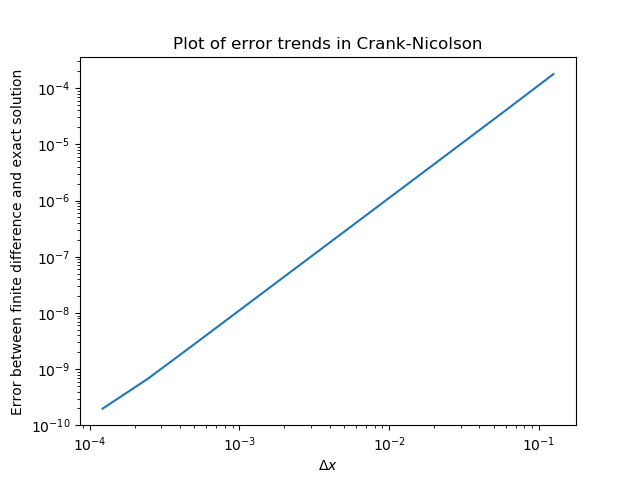 Plot of error trends in Crank-Nicolson
Error between finite difference and exact solution
10⁻⁴
10⁻⁵
10⁻⁶
10⁻⁷
10⁻⁸
10⁻⁹
10⁻¹⁰
10⁻⁴ 10⁻³ 10⁻² 10⁻¹
Δx